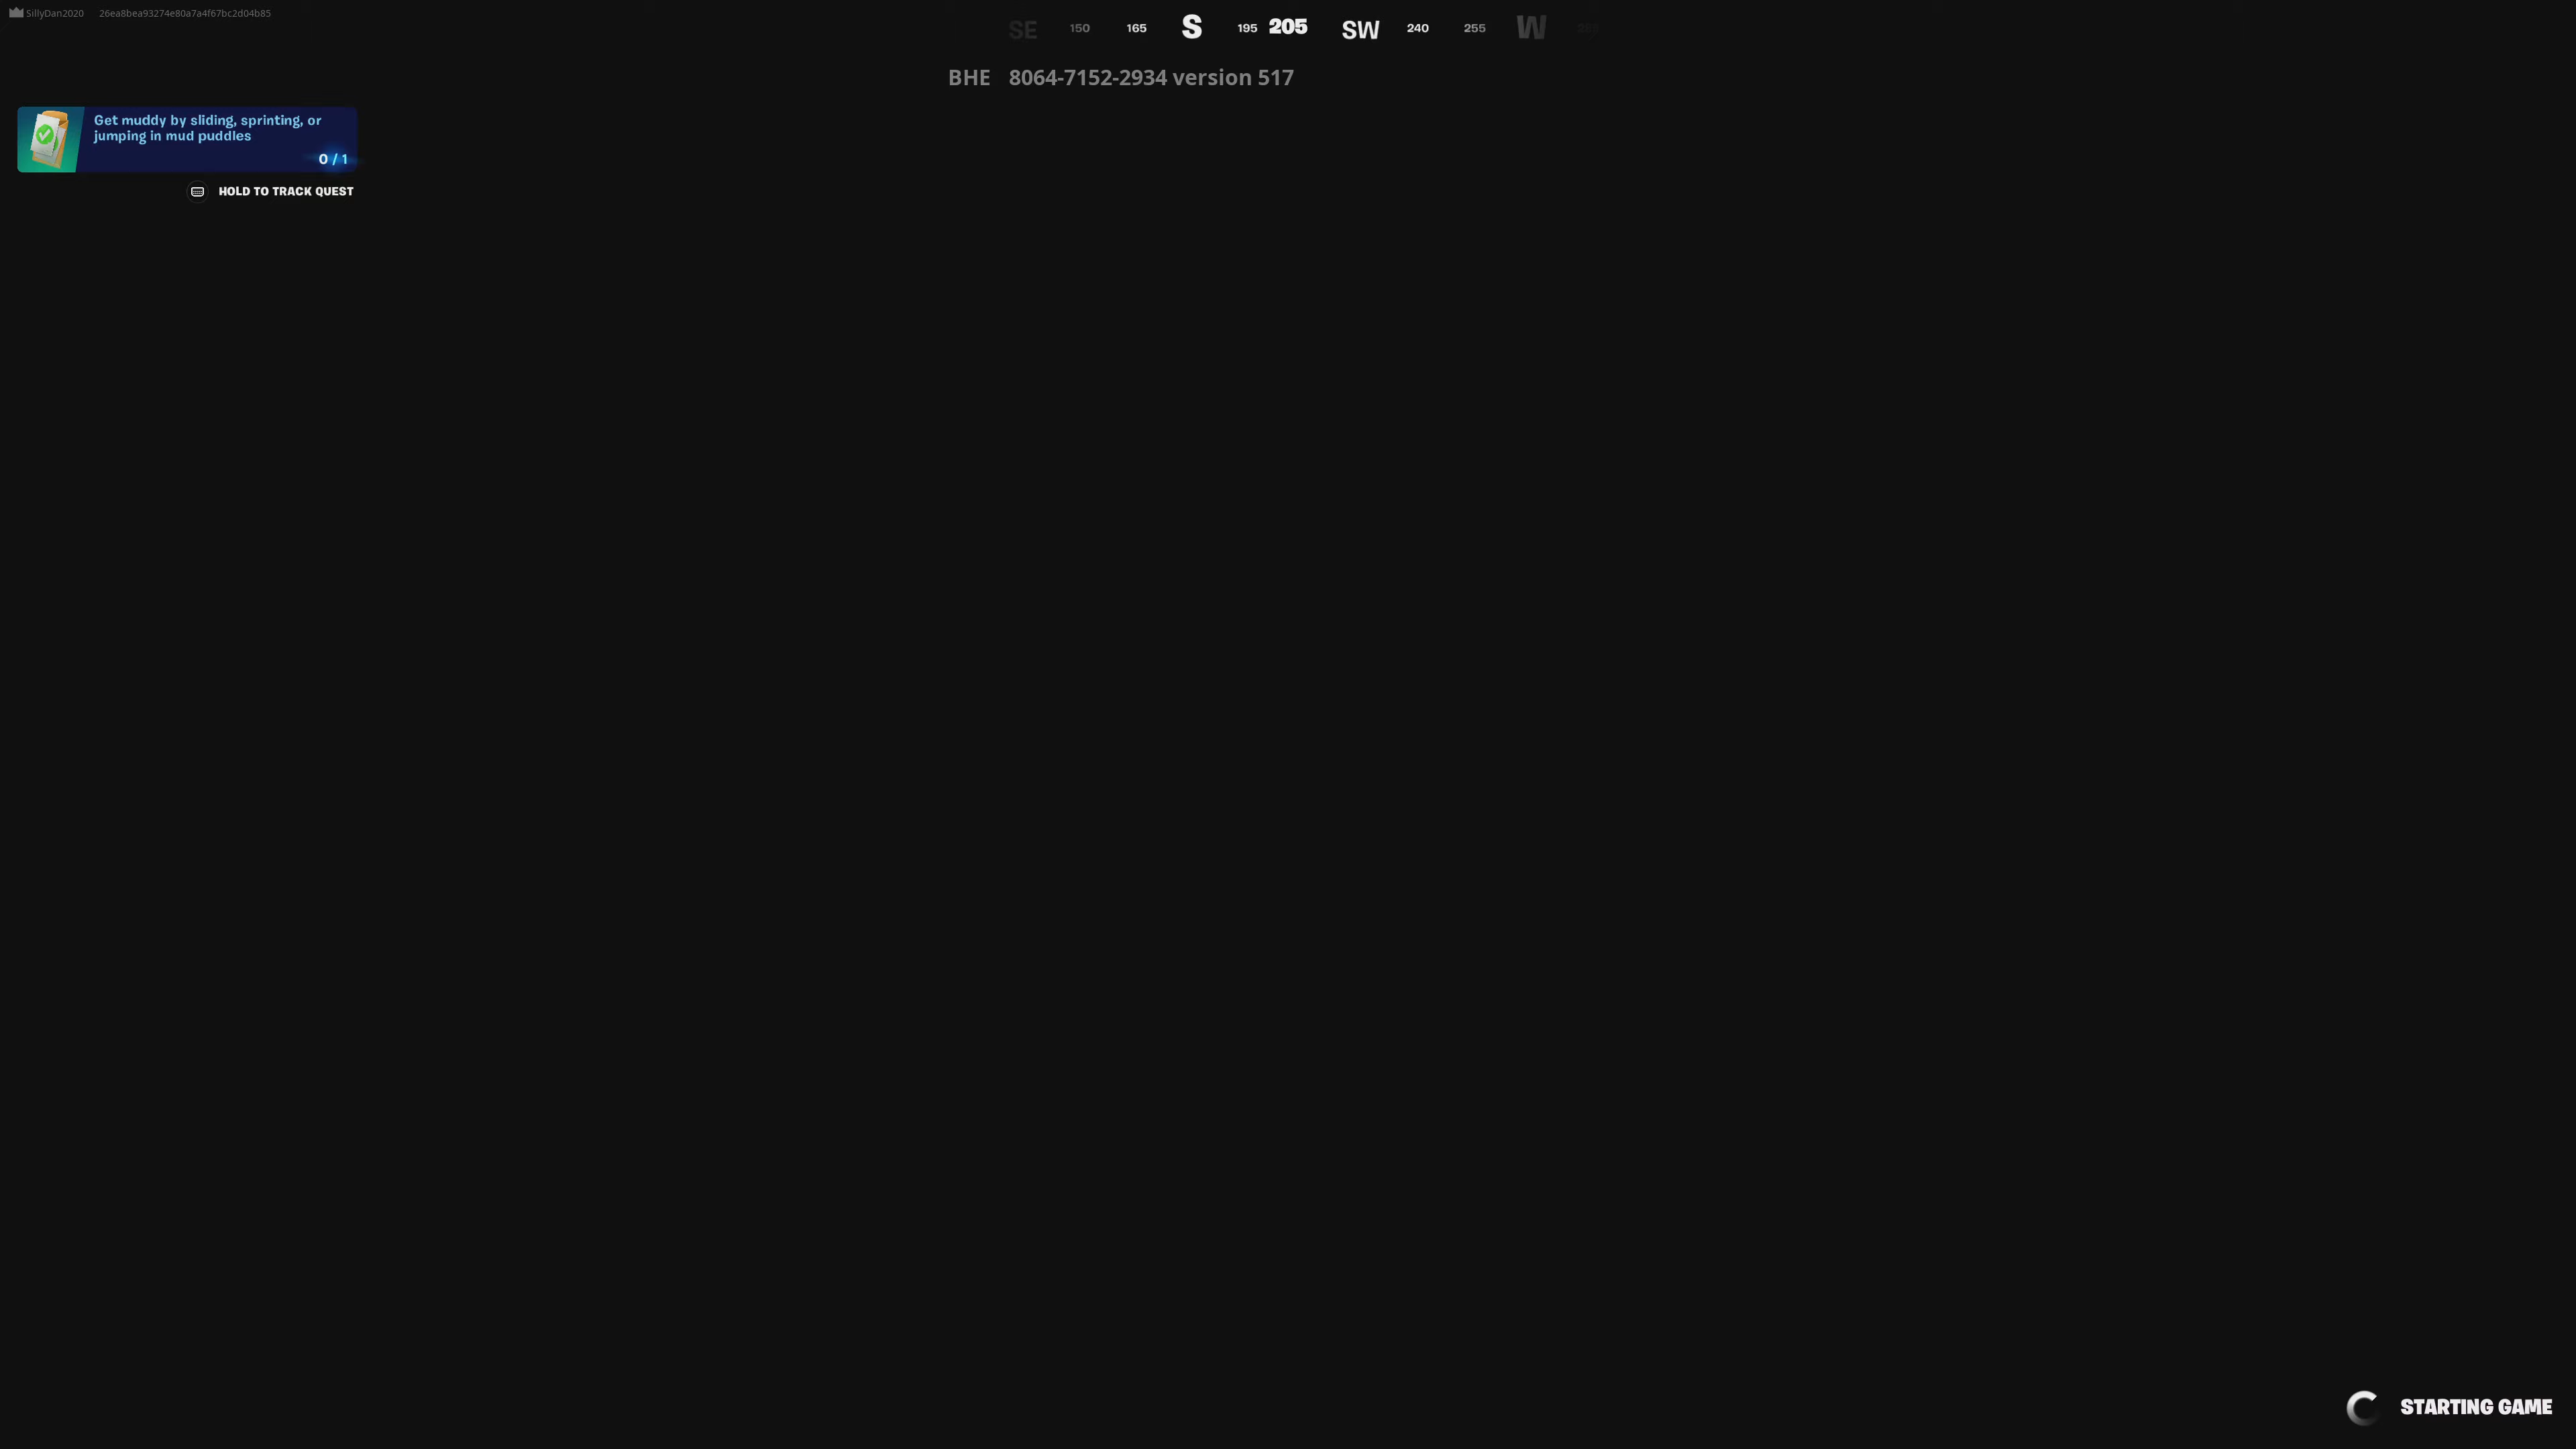 SillyDan2020 26ea8bea93274e80a7a4f67bc2d04b85
SE 150 165 S 195 205 SW 240 255 W
BHE 8064-7152-2934 version 517
Get muddy by sliding, sprinting, or
jumping in mud puddles
0 / 1
HOLD TO TRACK QUEST
STARTING GAME